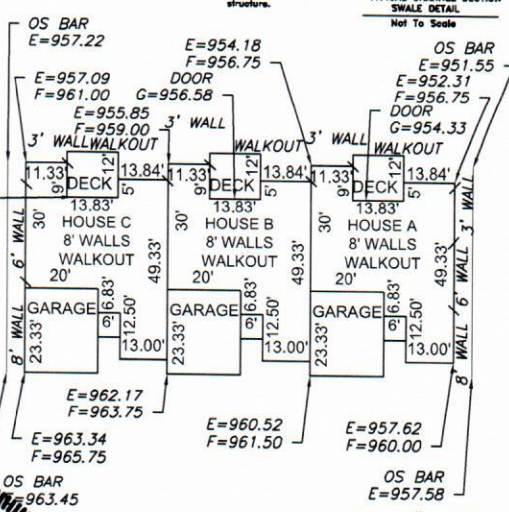 structure.
SWALE DETAIL
Not To Scale
OS BAR
E=957.22
E=954.18
F=956.75
OS BAR
E=951.55
E=957.09
F=961.00
DOOR
G=956.58
E=952.31
F=956.75
E=955.85
F=959.00
DOOR
G=954.33
3' WALL
WALKOUT
3' WALL
WALKOUT
3' WALL
WALKOUT
11.33'
9'
DECK
12'
13.84'
5'
13.83'
11.33'
9'
DECK
12'
13.84'
5'
13.83'
11.33'
9'
DECK
12'
13.84'
5'
13.83'
3' WALL
6' WALL
8' WALL
30'
HOUSE C
8' WALLS
WALKOUT
20'
49.33'
30'
HOUSE B
8' WALLS
WALKOUT
20'
49.33'
30'
HOUSE A
8' WALLS
WALKOUT
20'
49.33'
6' WALL
8' WALL
GARAGE
6.83'
6'
12.50'
13.00'
23.33'
GARAGE
6.83'
6'
12.50'
13.00'
23.33'
GARAGE
6.83'
6'
12.50'
13.00'
23.33'
E=962.17
F=963.75
E=960.52
F=961.50
E=957.62
F=960.00
E=963.34
F=965.75
OS BAR
=963.45
OS BAR
E=957.58